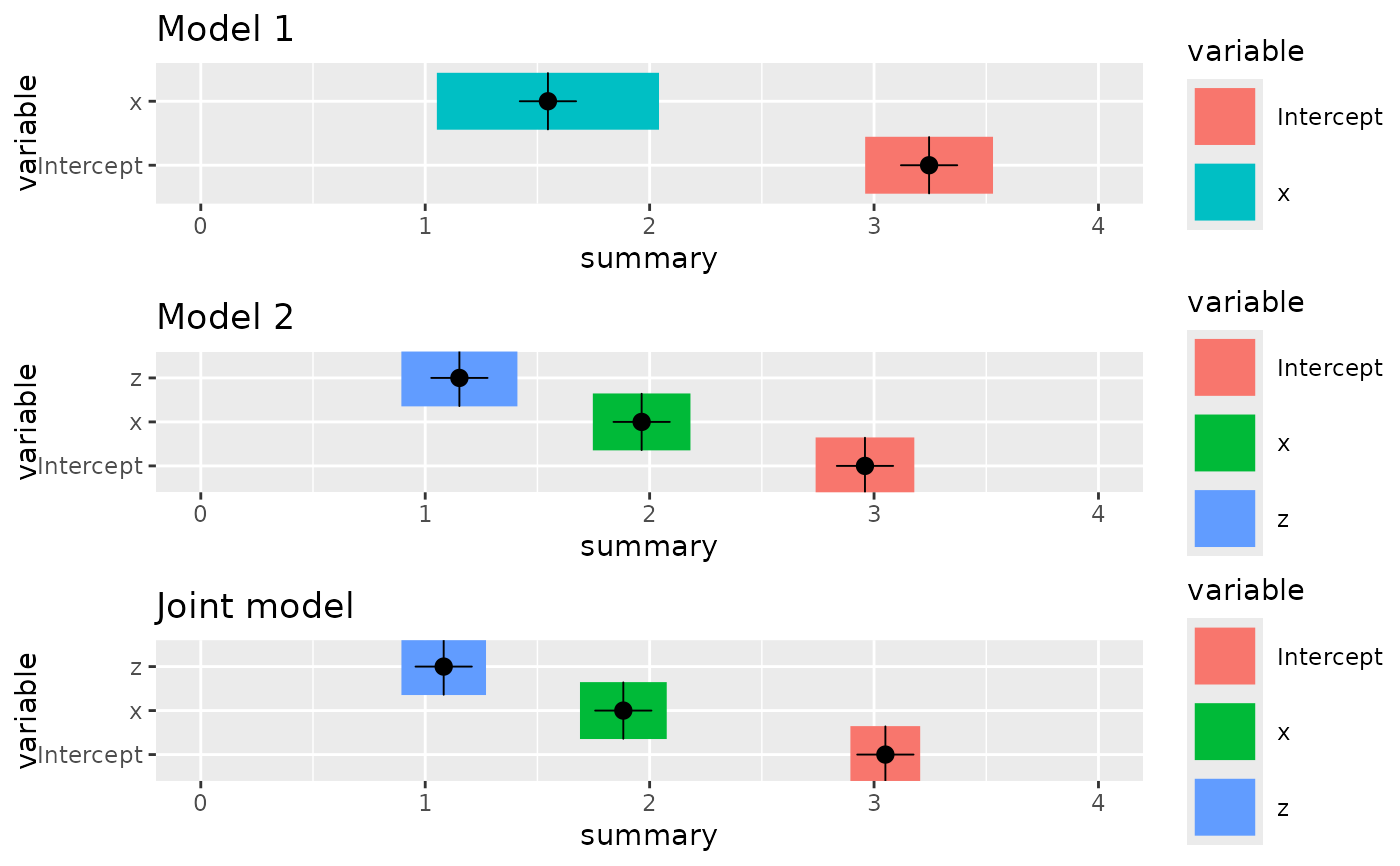 Model 1
variable
x
Intercept
0 1 2 3 4
summary
variable
Intercept
x
Model 2
variable
z
x
Intercept
0 1 2 3 4
summary
variable
Intercept
x
z
Joint model
variable
z
x
Intercept
0 1 2 3 4
summary
variable
Intercept
x
z